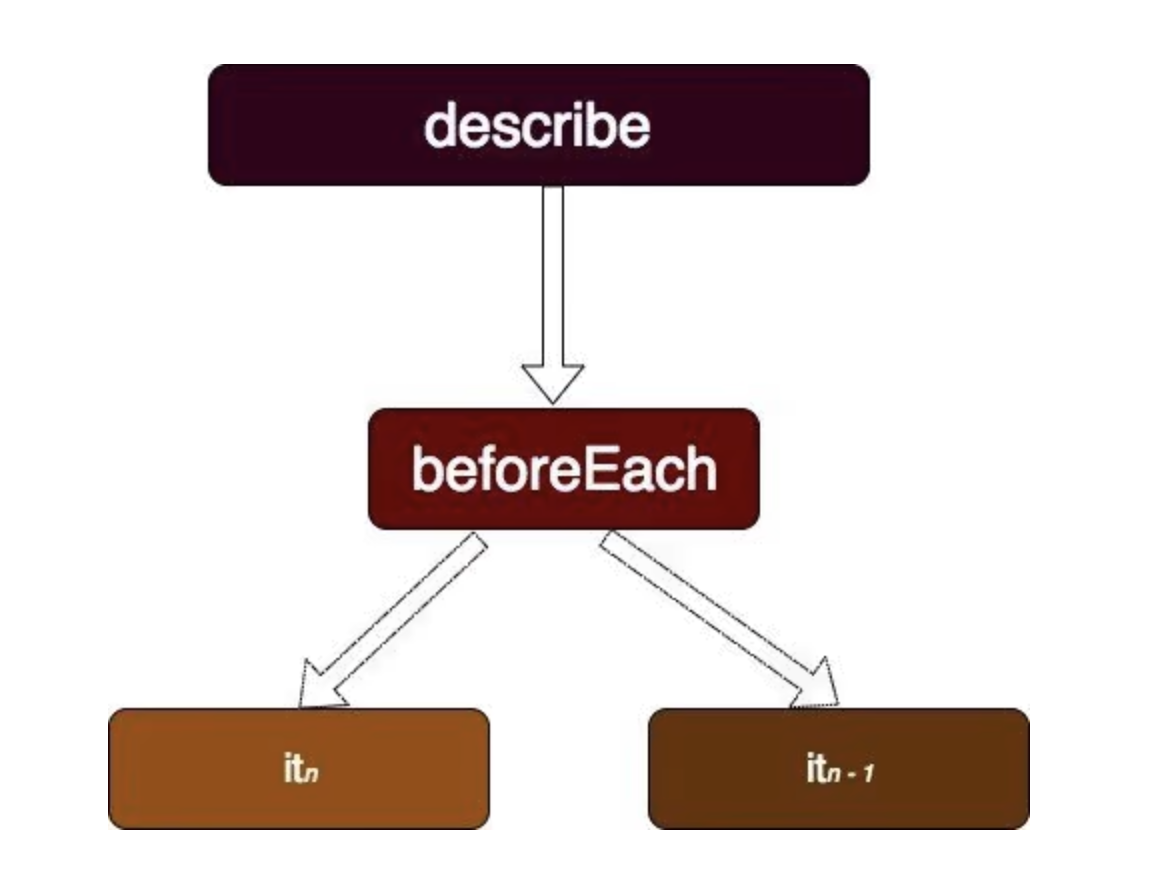 describe
beforeEach
itn
itn - 1